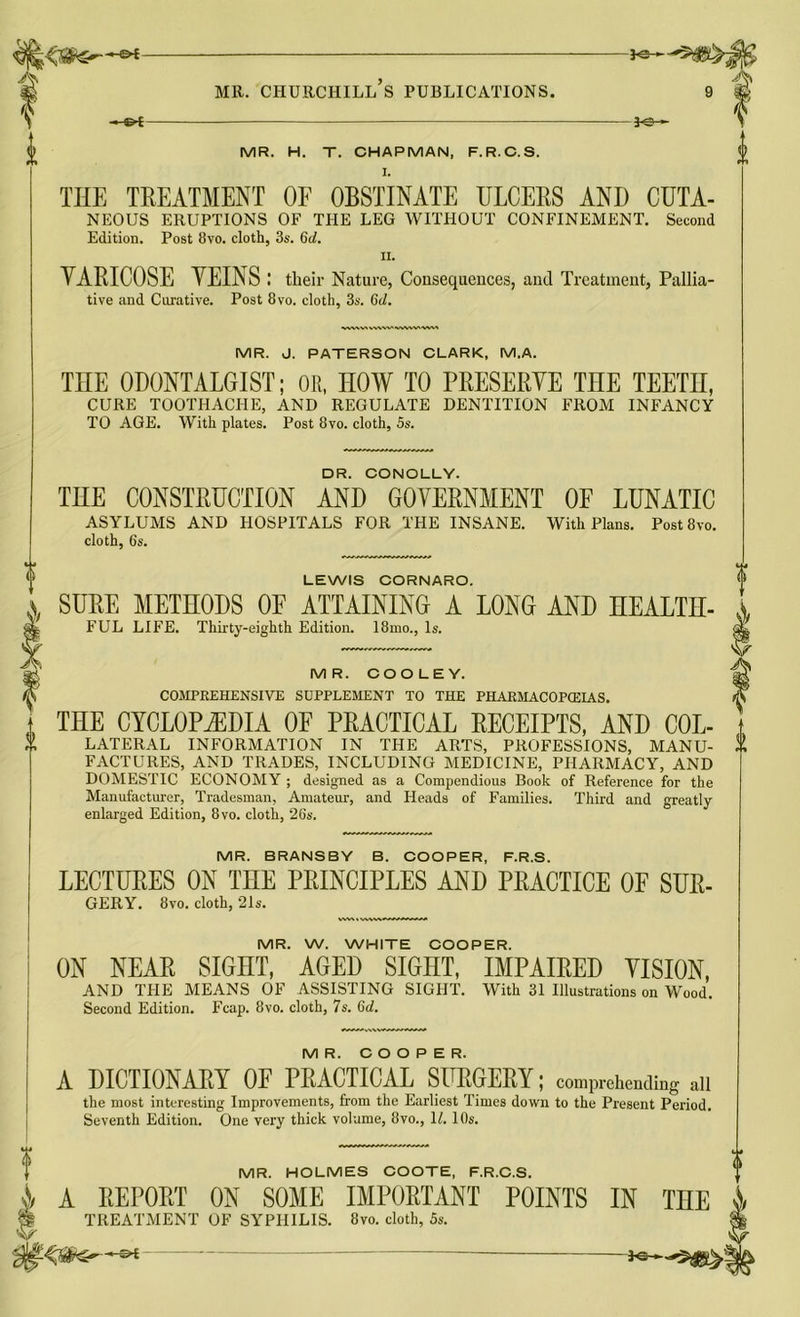 MR. CHURCHILL'S PUBLICATIONS. 9
MR. H. T. CHAPMAN, F.R.C.S.
I.
THE TREATMENT OF OBSTINATE ULCERS AND CUTA-
NEOUS ERUPTIONS OF THE LEG WITHOUT CONFINEMENT. Second
Edition. Post 8vo. cloth, 3s. 6d.
II.
VARICOSE VEINS: their Nature, Consequences, and Treatment, Pallia-
tive and Curative. Post 8vo. cloth, 3s. 6d.
MR. J. PATERSON CLARK, M.A.
THE ODONTALGIST; OR, HOW TO PRESERVE THE TEETH,
CURE TOOTHACHE, AND REGULATE DENTITION FROM INFANCY
TO AGE. With plates. Post 8vo. cloth, 5s.
DR. CONOLLY.
THE CONSTRUCTION AND GOVERNMENT OF LUNATIC
ASYLUMS AND HOSPITALS FOR THE INSANE. With Plans. Post 8vo.
cloth, 6s.
LEWIS CORNARO.
SURE METHODS OF ATTAINING A LONG AND HEALTH-
FUL LIFE. Thirty-eighth Edition. 18mo., 1s.
MR. COOLEY.
COMPREHENSIVE SUPPLEMENT TO THE PHARMACOPŒIAS.
THE CYCLOPÆDIA OF PRACTICAL RECEIPTS, AND COL-
LATERAL INFORMATION IN THE ARTS, PROFESSIONS, MANU-
FACTURES, AND TRADES, INCLUDING MEDICINE, PHARMACY, AND
DOMESTIC ECONOMY; designed as a Compendious Book of Reference for the
Manufacturer, Tradesman, Amateur, and Heads of Families. Third and greatly
enlarged Edition, 8vo. cloth, 26s.
MR. BRANSBY B. COOPER, F.R.S.
LECTURES ON THE PRINCIPLES AND PRACTICE OF SUR-
GERY. 8vo. cloth, 21s.
MR. W. WHITE COOPER.
ON NEAR SIGHT, AGED SIGHT, IMPAIRED VISION,
AND THE MEANS OF ASSISTING SIGHT. With 31 Illustrations on Wood.
Second Edition. Fcap. 8vo. cloth, 7s. 6d.
MR. COOPER.
A DICTIONARY OF PRACTICAL SURGERY; comprehending all
the most interesting Improvements, from the Earliest Times down to the Present Period.
Seventh Edition. One very thick volume, 8vo., 1l. 10s.
MR. HOLMES COOTE, F.R.C.S.
A REPORT ON SOME IMPORTANT POINTS IN THE
TREATMENT OF SYPHILIS. 8vo. cloth, 5s.